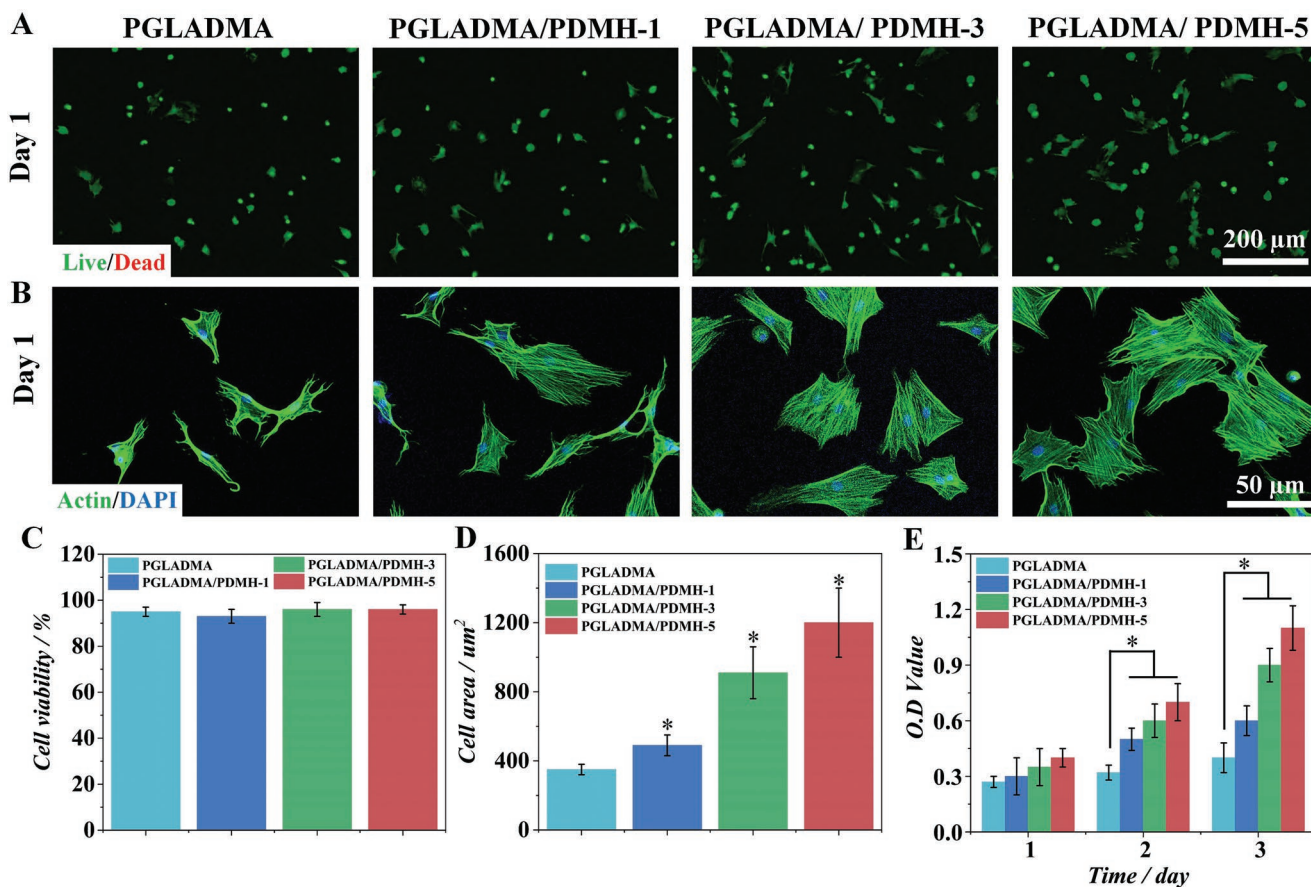 A
PGLADMA
PGLADMA/PDMH-1
PGLADMA/ PDMH-3
PGLADMA/ PDMH-5
Day 1
Live/Dead
200 µm
B
Day 1
Actin/DAPI
50 µm
C
120
100
80
60
40
20
0
Cell viability / %
PGLADMA
PGLADMA/PDMH-1
PGLADMA/PDMH-3
PGLADMA/PDMH-5
D
1600
1200
800
400
0
Cell area / um²
PGLADMA
PGLADMA/PDMH-1
PGLADMA/PDMH-3
PGLADMA/PDMH-5
*
*
*
E
1.5
1.2
0.9
0.6
0.3
0.0
O.D Value
PGLADMA
PGLADMA/PDMH-1
PGLADMA/PDMH-3
PGLADMA/PDMH-5
*
*
1
2
3
Time / day